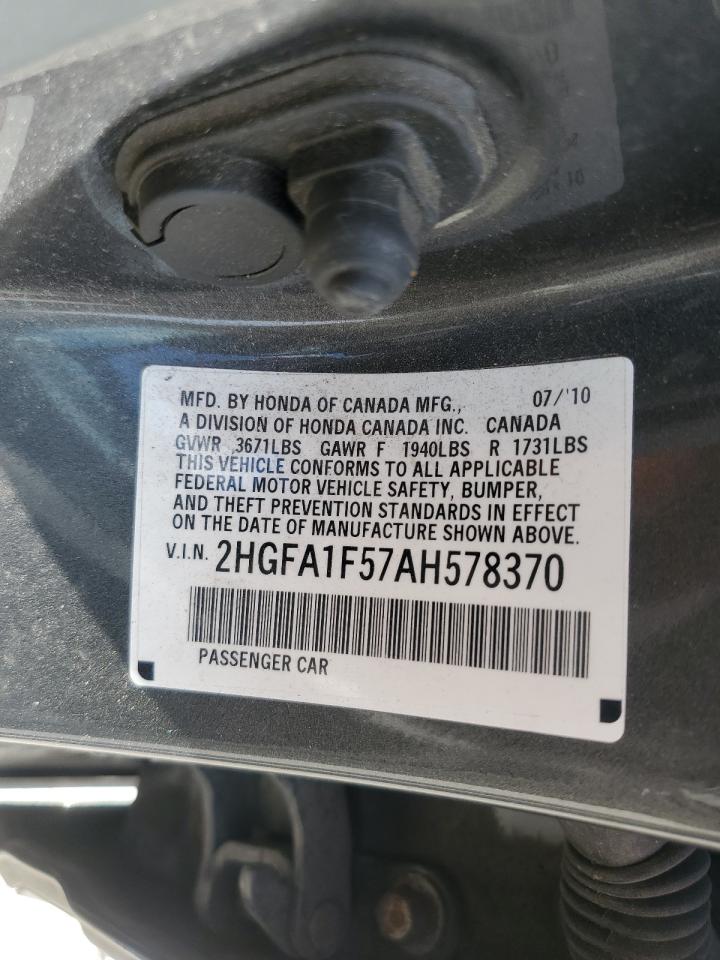 MFD. BY HONDA OF CANADA MFG., 07/'10
A DIVISION OF HONDA CANADA INC. CANADA
GVWR 3671LBS GAWR F 1940LBS R 1731LBS
THIS VEHICLE CONFORMS TO ALL APPLICABLE
FEDERAL MOTOR VEHICLE SAFETY, BUMPER,
AND THEFT PREVENTION STANDARDS IN EFFECT
ON THE DATE OF MANUFACTURE SHOWN ABOVE.
V.I.N. 2HGFA1F57AH578370
PASSENGER CAR